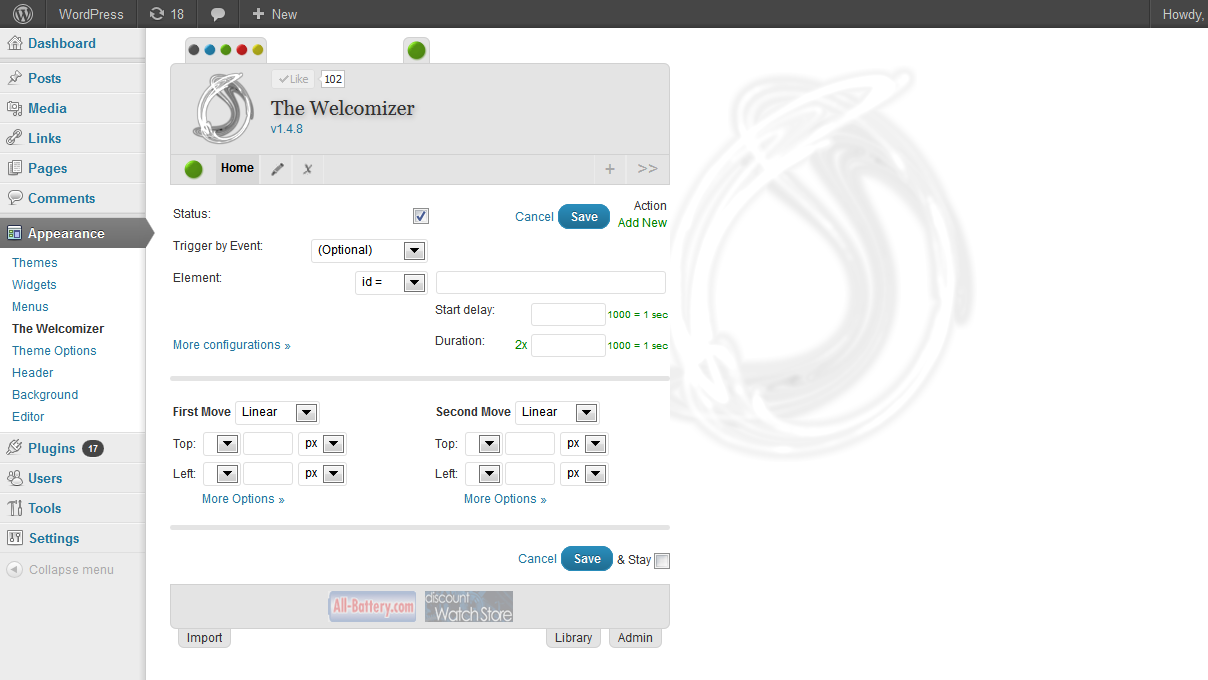 WordPress 18 + New Howdy,
Dashboard
Posts
Media
Links
Pages
Comments
Appearance
Themes
Widgets
Menus
The Welcomizer
Theme Options
Header
Background
Editor
Plugins 17
Users
Tools
Settings
Collapse menu
Like 102
The Welcomizer
v1.4.8
Home x + >>
Status: Cancel Save Action
Add New
Trigger by Event: (Optional)
Element: id =
Start delay: 1000 = 1 sec
More configurations » Duration: 2x 1000 = 1 sec
First Move Linear Second Move Linear
Top: px Top: px
Left: px Left: px
More Options » More Options »
Cancel Save & Stay
All-Battery.com discount
Watch Store
Import Library Admin